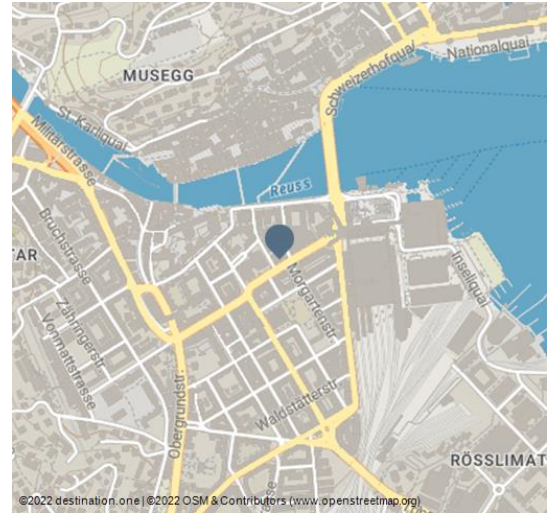 Nationalquai
Schweizerhofquai
MUSEGG
St.-Karliquai
Militärstrasse
Reuss
Bruchstrasse
TAR
Inseliquai
Morgartenstr.
Zähringerstr.
Vonmattstrasse
Obergrundstr.
Waldstätterstr.
RÖSSLIMAT
strasse
©2022 destination.one | ©2022 OSM & Contributors (www.openstreetmap.org)